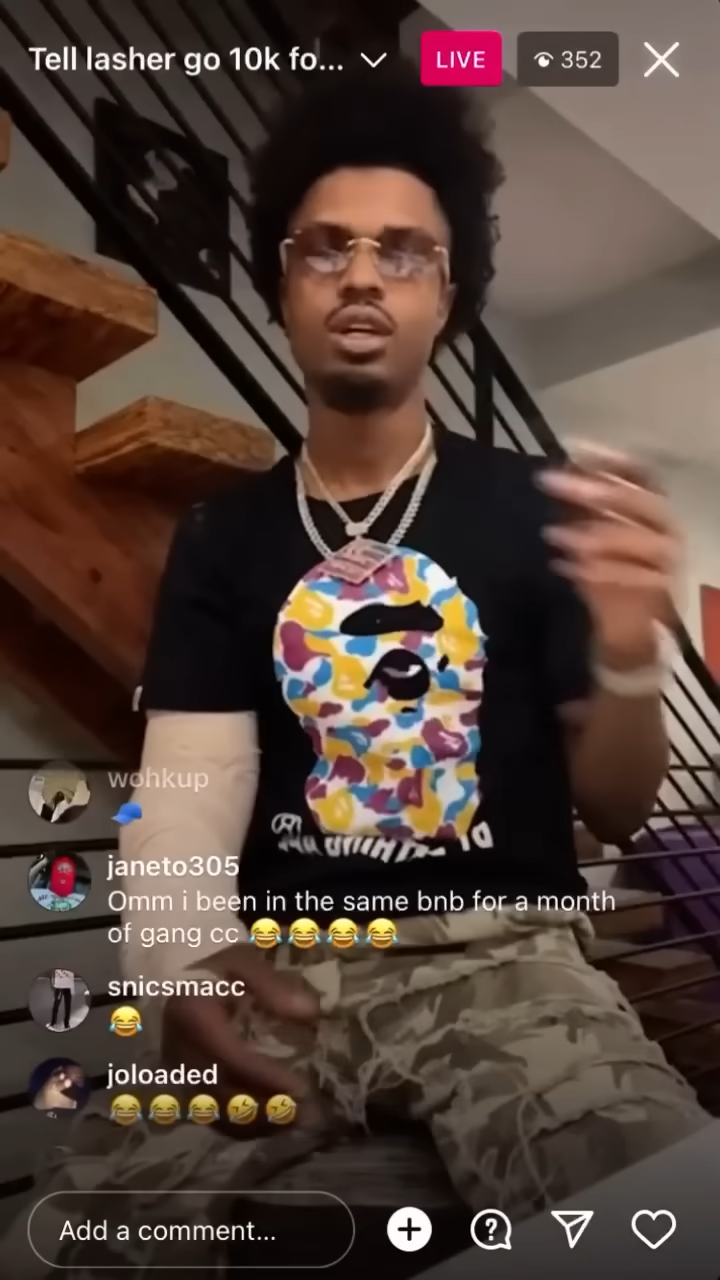 Tell lasher go 10k fo...
LIVE
352
wohkup
🧢
janeto305
Omm i been in the same bnb for a month
of gang cc 😂😂😂😂
snicsmacc
😂
joloaded
😂😂😂🤣🤣
Add a comment...